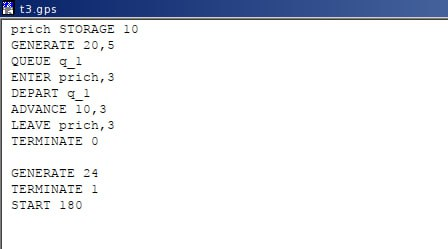 t3.gps
prich STORAGE 10
GENERATE 20,5
QUEUE q_1
ENTER prich,3
DEPART q_1
ADVANCE 10,3
LEAVE prich,3
TERMINATE 0
GENERATE 24
TERMINATE 1
START 180